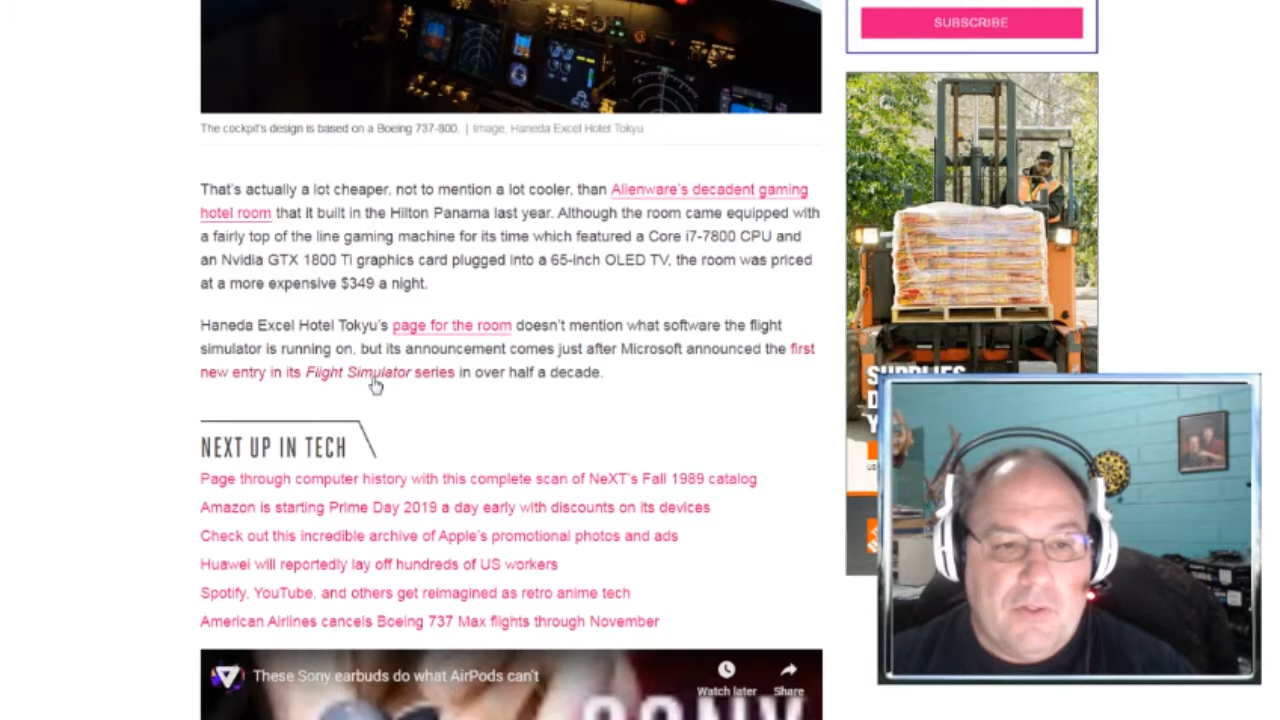 SUBSCRIBE
The cockpit's design is based on a Boeing 737-800. | Image, Haneda Excel Hotel Tokyu
That's actually a lot cheaper, not to mention a lot cooler, than Alienware's decadent gaming
hotel room that it built in the Hilton Panama last year. Although the room came equipped with
a fairly top of the line gaming machine for its time which featured a Core i7-7800 CPU and
an Nvidia GTX 1800 Ti graphics card plugged into a 65-inch OLED TV, the room was priced
at a more expensive $349 a night.
Haneda Excel Hotel Tokyu's page for the room doesn't mention what software the flight
simulator is running on, but its announcement comes just after Microsoft announced the first
new entry in its Flight Simulator series in over half a decade.
NEXT UP IN TECH
Page through computer history with this complete scan of NeXT's Fall 1989 catalog
Amazon is starting Prime Day 2019 a day early with discounts on its devices
Check out this incredible archive of Apple's promotional photos and ads
Huawei will reportedly lay off hundreds of US workers
Spotify, YouTube, and others get reimagined as retro anime tech
American Airlines cancels Boeing 737 Max flights through November
These Sony earbuds do what AirPods can't
Watch later
Share
SONY